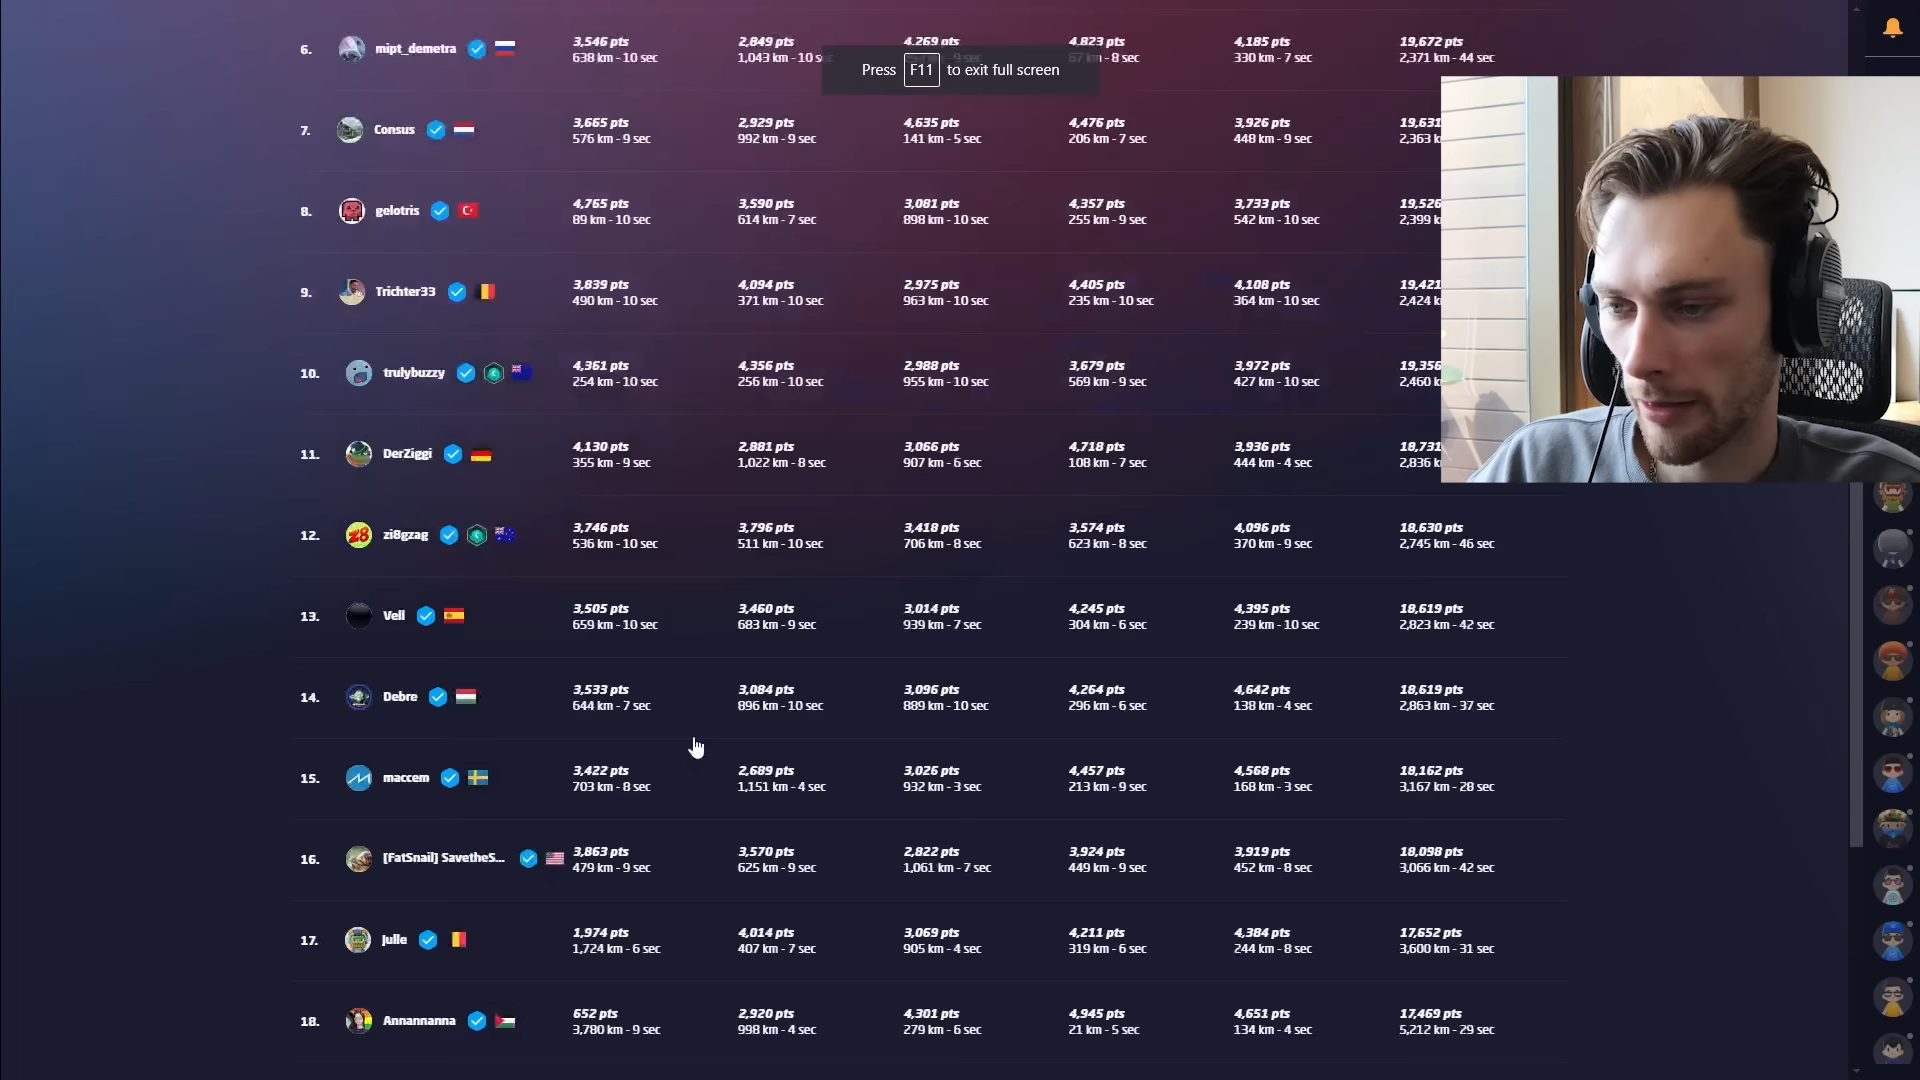 6. mipt_demetra 3,546 pts 2,849 pts 4,269 pts 4,823 pts 4,185 pts 19,672 pts
638 km - 10 sec 1,043 km - 10 s 67 km - 8 sec 330 km - 7 sec 2,371 km - 44 sec
Press F11 to exit full screen
7. Consus 3,665 pts 2,929 pts 4,635 pts 4,476 pts 3,926 pts 19,631
576 km - 9 sec 992 km - 9 sec 141 km - 5 sec 206 km - 7 sec 448 km - 9 sec 2,363 k
8. gelotris 4,765 pts 3,590 pts 3,081 pts 4,357 pts 3,733 pts 19,526
89 km - 10 sec 614 km - 7 sec 898 km - 10 sec 255 km - 9 sec 542 km - 10 sec 2,399 k
9. Trichter33 3,839 pts 4,094 pts 2,975 pts 4,405 pts 4,108 pts 19,421
490 km - 10 sec 371 km - 10 sec 963 km - 10 sec 235 km - 10 sec 364 km - 10 sec 2,424 k
10. trulybuzzy 4,361 pts 4,356 pts 2,988 pts 3,679 pts 3,972 pts 19,356
254 km - 10 sec 256 km - 10 sec 955 km - 10 sec 569 km - 9 sec 427 km - 10 sec 2,460 k
11. DerZiggi 4,130 pts 2,881 pts 3,066 pts 4,718 pts 3,936 pts 18,731
355 km - 9 sec 1,022 km - 8 sec 907 km - 6 sec 108 km - 7 sec 444 km - 4 sec 2,836 k
12. zi8gzag 3,746 pts 3,796 pts 3,418 pts 3,574 pts 4,096 pts 18,630 pts
536 km - 10 sec 511 km - 10 sec 706 km - 8 sec 623 km - 8 sec 370 km - 9 sec 2,745 km - 46 sec
13. Vell 3,505 pts 3,460 pts 3,014 pts 4,245 pts 4,395 pts 18,619 pts
659 km - 10 sec 683 km - 9 sec 939 km - 7 sec 304 km - 6 sec 239 km - 10 sec 2,823 km - 42 sec
14. Debre 3,533 pts 3,084 pts 3,096 pts 4,264 pts 4,642 pts 18,619 pts
644 km - 7 sec 896 km - 10 sec 889 km - 10 sec 296 km - 6 sec 138 km - 4 sec 2,863 km - 37 sec
15. maccem 3,422 pts 2,689 pts 3,026 pts 4,457 pts 4,568 pts 18,162 pts
703 km - 8 sec 1,151 km - 4 sec 932 km - 3 sec 213 km - 9 sec 168 km - 3 sec 3,167 km - 28 sec
16. [FatSnail] SavetheS... 3,863 pts 3,570 pts 2,822 pts 3,924 pts 3,919 pts 18,098 pts
479 km - 9 sec 625 km - 9 sec 1,061 km - 7 sec 449 km - 9 sec 452 km - 8 sec 3,066 km - 42 sec
17. Julle 1,974 pts 4,014 pts 3,069 pts 4,211 pts 4,384 pts 17,652 pts
1,724 km - 6 sec 407 km - 7 sec 905 km - 4 sec 319 km - 6 sec 244 km - 8 sec 3,600 km - 31 sec
18. Annannanna 652 pts 2,920 pts 4,301 pts 4,945 pts 4,651 pts 17,469 pts
3,780 km - 9 sec 998 km - 4 sec 279 km - 6 sec 21 km - 5 sec 134 km - 4 sec 5,212 km - 29 sec